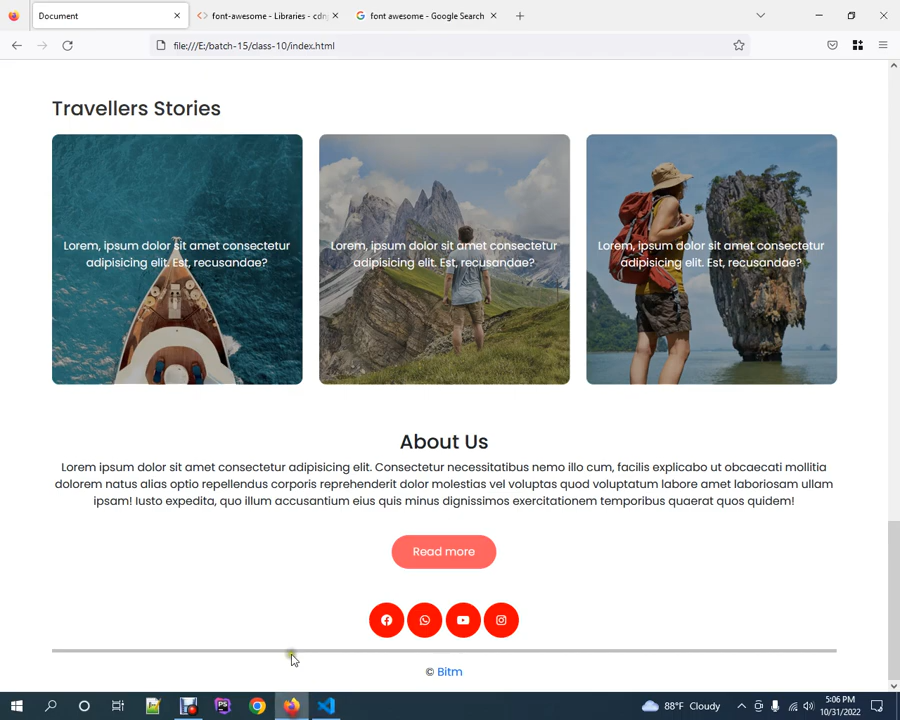 Document
font-awesome - Libraries - cdnj
font awesome - Google Search
file:///E:/batch-15/class-10/index.html
Travellers Stories
Lorem, ipsum dolor sit amet consectetur
adipisicing elit. Est, recusandae?
Lorem, ipsum dolor sit amet consectetur
adipisicing elit. Est, recusandae?
Lorem, ipsum dolor sit amet consectetur
adipisicing elit. Est, recusandae?
About Us
Lorem ipsum dolor sit amet consectetur adipisicing elit. Consectetur necessitatibus nemo illo cum, facilis explicabo ut obcaecati mollitia
dolorem natus alias optio repellendus corporis reprehenderit dolor molestias vel voluptas quod voluptatum labore amet laboriosam ullam
ipsam! Iusto expedita, quo illum accusantium eius quis minus dignissimos exercitationem temporibus quaerat quos quidem!
Read more
© Bitm
PS
88°F Cloudy
5:06 PM
10/31/2022